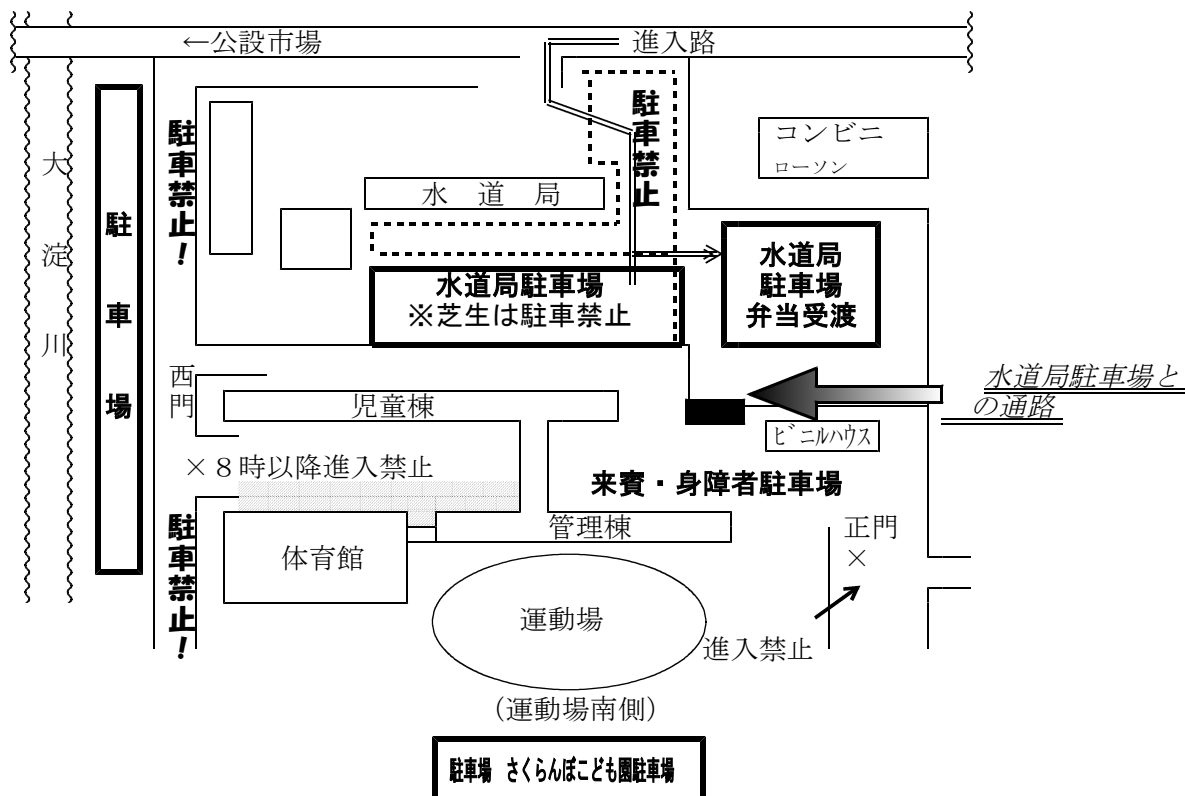 ←公設市場
進入路
駐車禁止！
駐車禁止
コンビニ
ローソン
大淀川
駐車場
水道局
水道局駐車場
※芝生は駐車禁止
水道局
駐車場
弁当受渡
西門
児童棟
水道局駐車場と
の通路
ビニルハウス
×８時以降進入禁止
来賓・身障者駐車場
駐車禁止！
管理棟
正門
×
体育館
運動場
進入禁止
（運動場南側）
駐車場 さくらんぼこども園駐車場